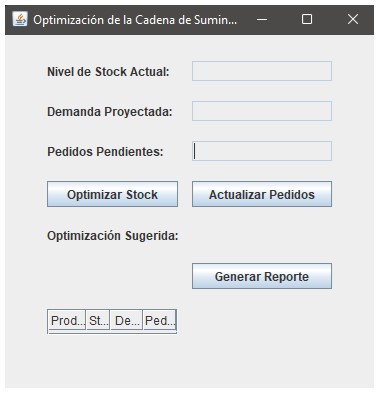 Optimización de la Cadena de Sumin...
Nivel de Stock Actual:
Demanda Proyectada:
Pedidos Pendientes:
Optimizar Stock Actualizar Pedidos
Optimización Sugerida:
Generar Reporte
Prod... St... De... Ped...